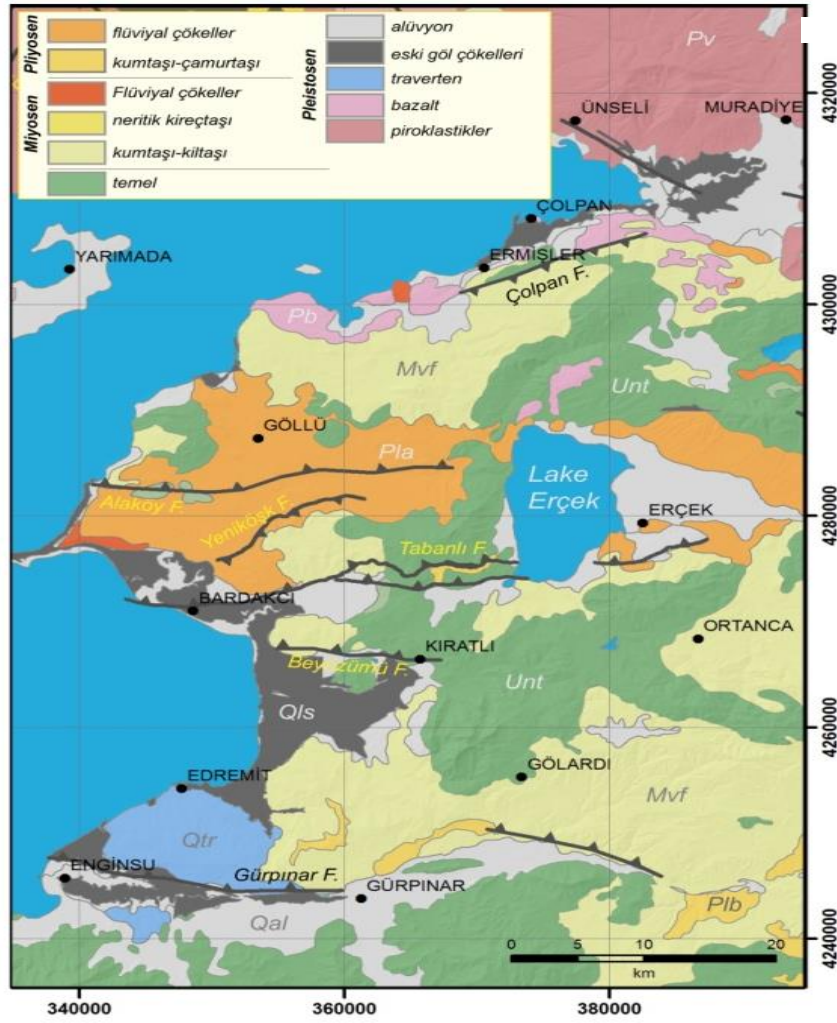 Pliyosen
flüviyal çökeller
kumtaşı-çamurtaşı
Miyosen
Flüviyal çökeller
neritik kireçtaşı
kumtaşı-kiltaşı
temel
Pleistosen
alüvyon
eski göl çökelleri
traverten
bazalt
piroklastikler
Pv
ÜNSELİ
MURADİYE
4320000
ÇOLPAN
YARIMADA
ERMİŞLER
Çolpan F.
4300000
Pb
Mvf
Unt
GÖLLÜ
Pla
Lake
Erçek
Alaköy F.
Yeniköşk F.
ERÇEK
4280000
Tabanlı F.
BARDAKÇI
ORTANCA
KIRATLI
Beyüzümü F.
Unt
Qls
4260000
GÖLARDI
EDREMİT
Mvf
Qtr
ENGİNSU
Gürpınar F.
GÜRPINAR
Plb
Qal
4240000
0 5 10 20
km
340000 360000 380000